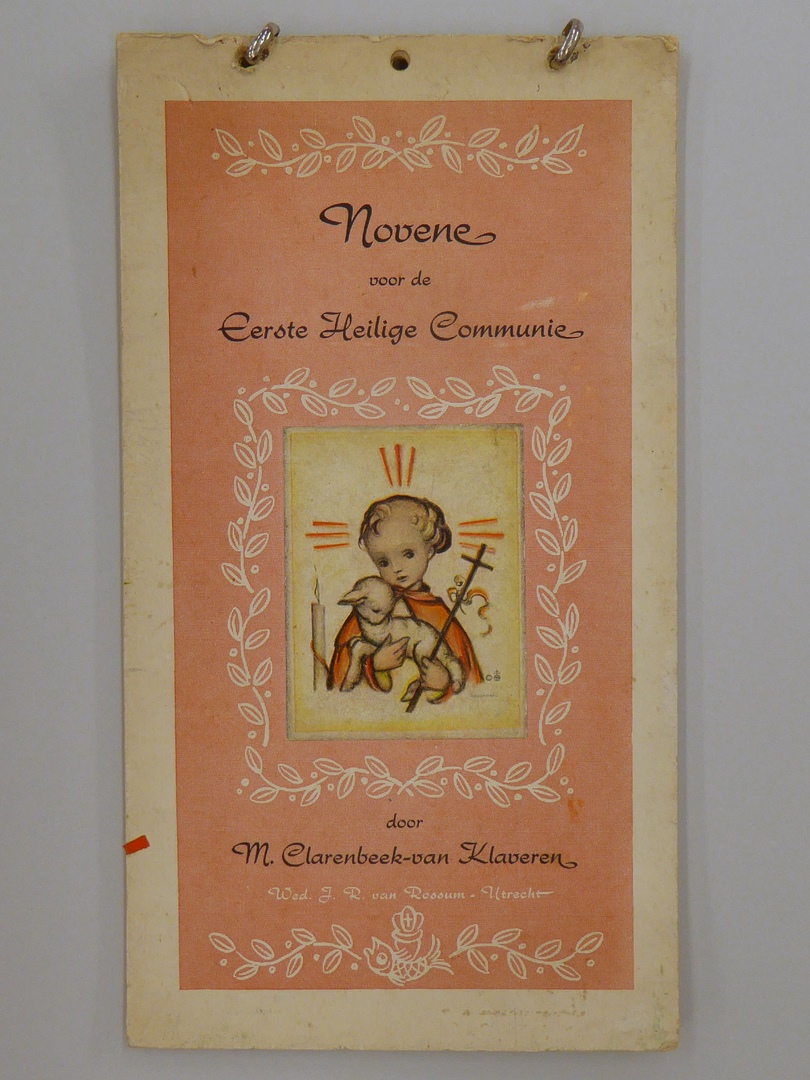 Novene
voor de
Eerste Heilige Communie
door
M. Clarenbeek-van Klaveren
Wed. J. R. van Rossum - Utrecht